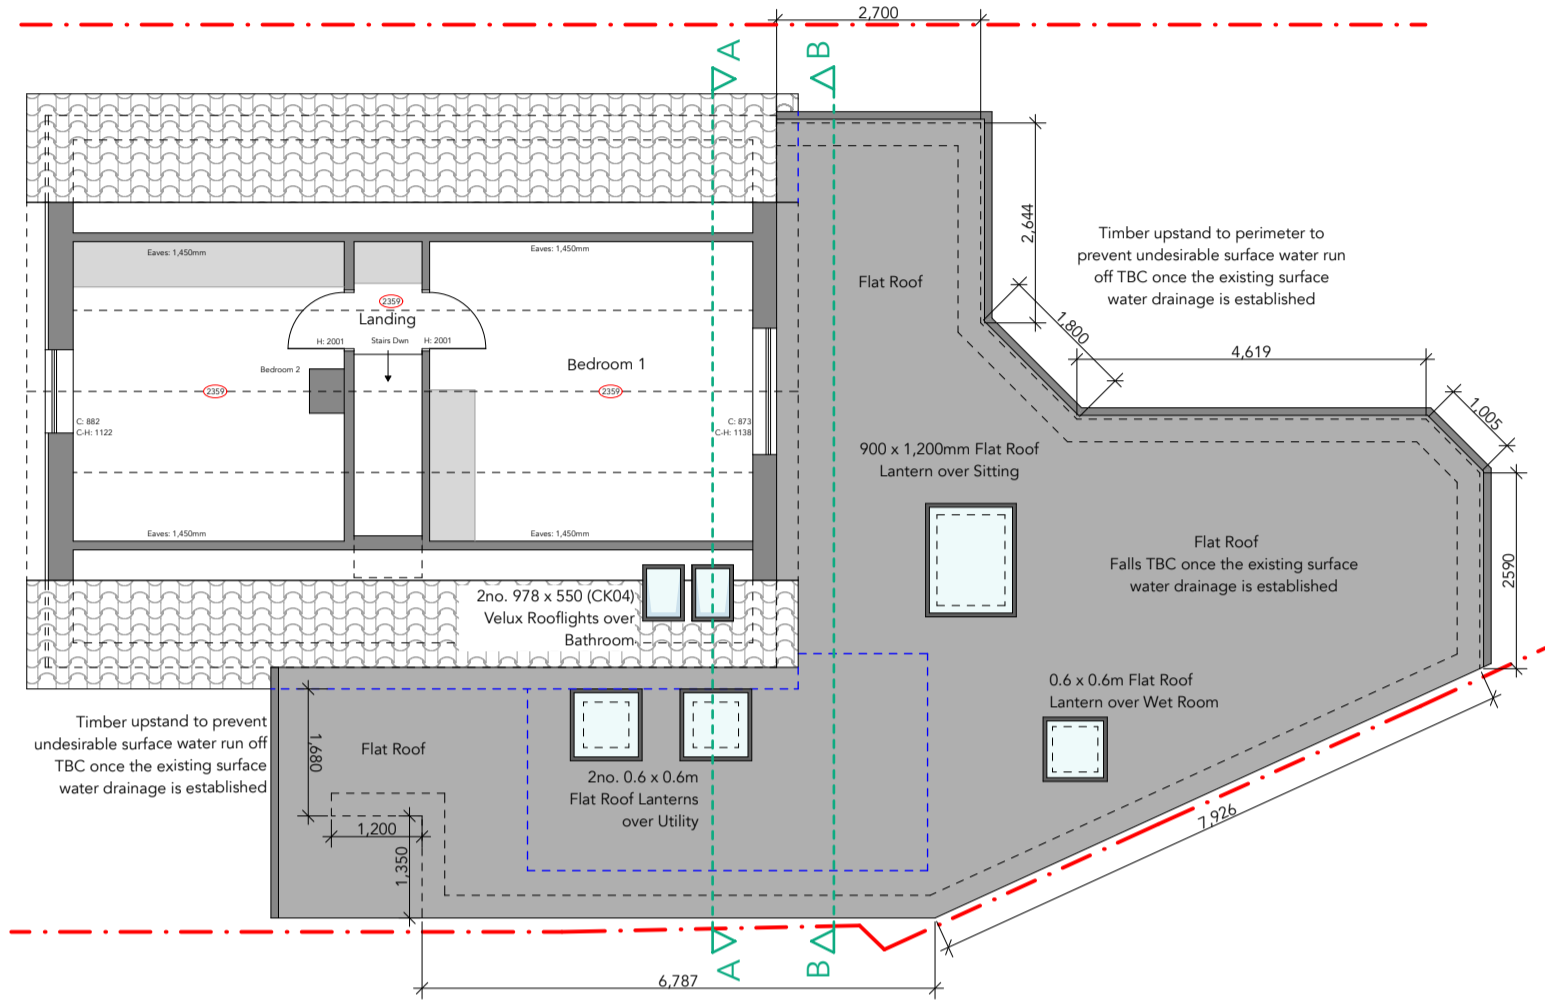 2,700
A
B
2,644
Timber upstand to perimeter to
prevent undesirable surface water run
off TBC once the existing surface
water drainage is established
Eaves: 1,450mm
Eaves: 1,450mm
Flat Roof
2359
Landing
H: 2001
Stairs Dwn
H: 2001
1,800
4,619
Bedroom 2
Bedroom 1
2359
2359
1,005
C: 882
C-H: 1122
C: 873
C-H: 1138
900 x 1,200mm Flat Roof
Lantern over Sitting
Eaves: 1,450mm
Eaves: 1,450mm
Flat Roof
Falls TBC once the existing surface
water drainage is established
2590
2no. 978 x 550 (CK04)
Velux Rooflights over
Bathroom
0.6 x 0.6m Flat Roof
Lantern over Wet Room
Timber upstand to prevent
undesirable surface water run off
TBC once the existing surface
water drainage is established
1,680
Flat Roof
2no. 0.6 x 0.6m
Flat Roof Lanterns
over Utility
1,200
1,350
7,926
A
B
6,787